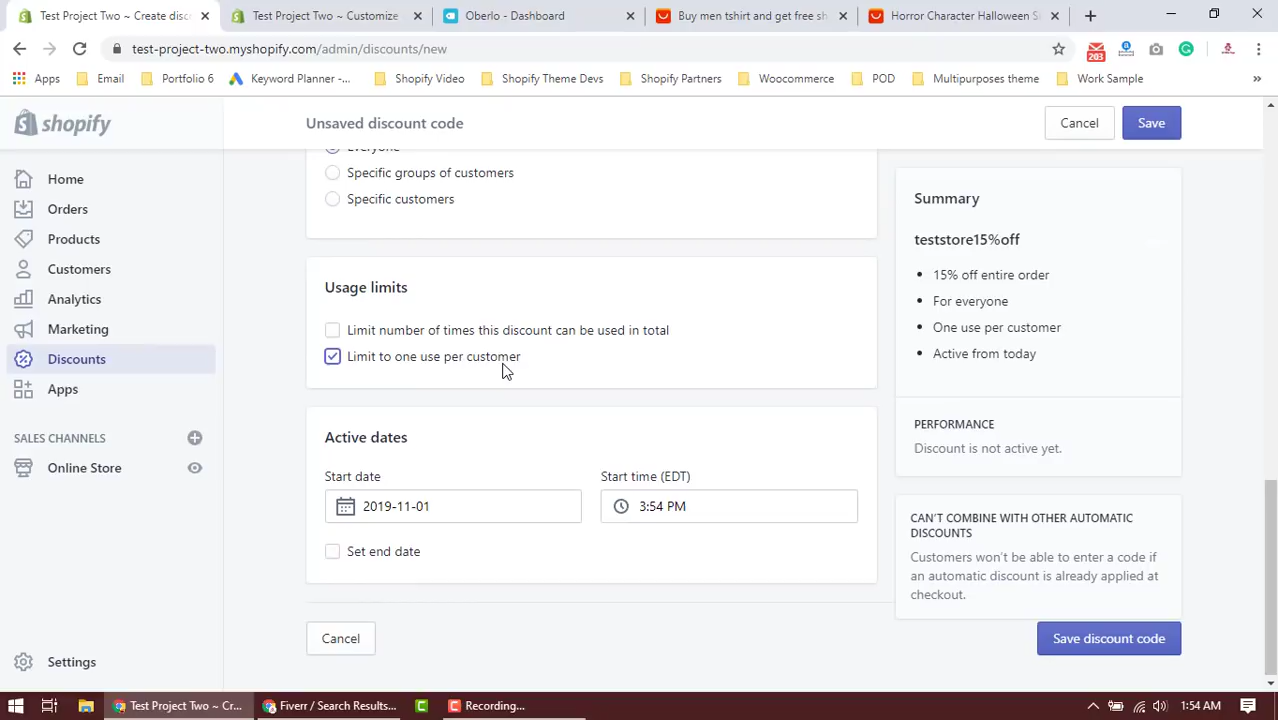 Test Project Two ~ Create disc
Test Project Two ~ Customiz
Oberlo - Dashboard
Buy men tshirt and get free sh
Horror Character Halloween S
test-project-two.myshopify.com/admin/discounts/new
203
Apps
Email
Portfolio 6
Keyword Planner -...
Shopify Video
Shopify Theme Devs
Shopify Partners
Woocommerce
POD
Multipurposes theme
Work Sample
shopify
Unsaved discount code
Cancel
Save
Home
Orders
Products
Customers
Analytics
Marketing
Discounts
Apps
SALES CHANNELS
Online Store
Settings
Everyone
Specific groups of customers
Specific customers
Usage limits
Limit number of times this discount can be used in total
Limit to one use per customer
Active dates
Start date
Start time (EDT)
2019-11-01
3:54 PM
Set end date
Cancel
Summary
teststore15%off
15% off entire order
For everyone
One use per customer
Active from today
PERFORMANCE
Discount is not active yet.
CAN'T COMBINE WITH OTHER AUTOMATIC
DISCOUNTS
Customers won't be able to enter a code if
an automatic discount is already applied at
checkout.
Save discount code
Test Project Two ~ Cr...
Fiverr / Search Results...
Recording...
1:54 AM